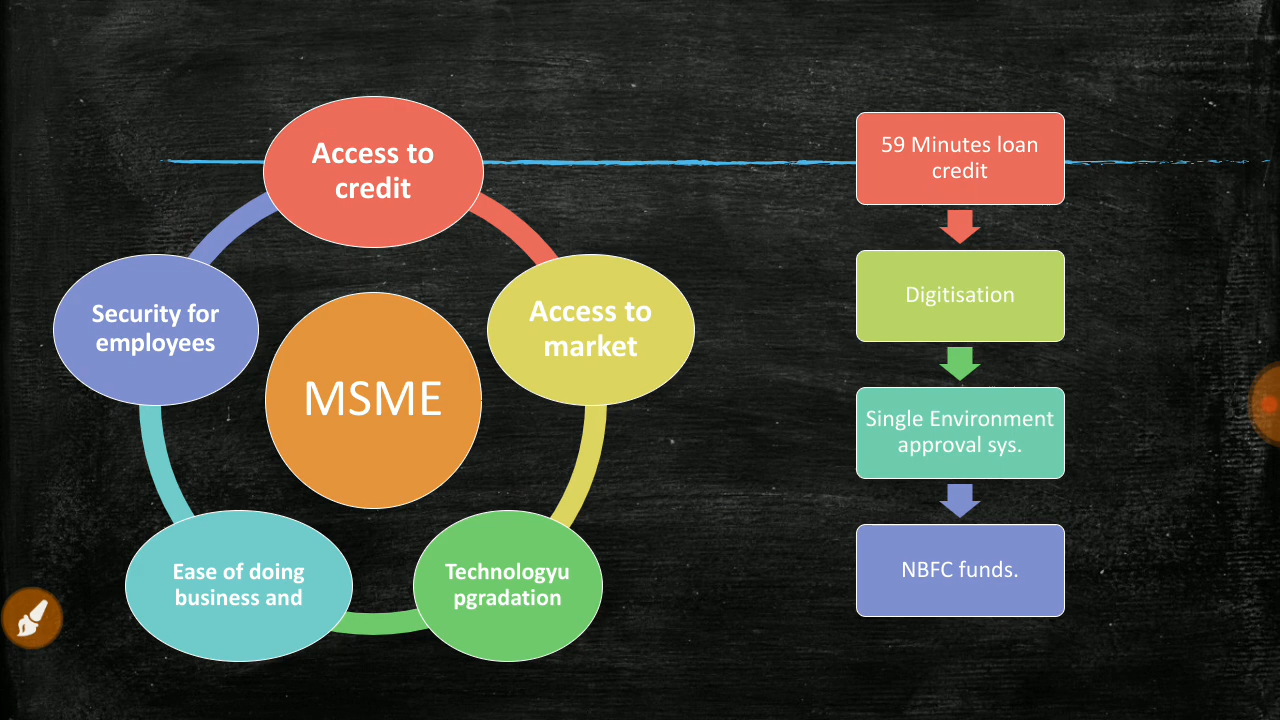 Access to
credit
Access to
market
Technologyu
pgradation
Ease of doing
business and
Security for
employees
MSME
59 Minutes loan
credit
Digitisation
Single Environment
approval sys.
NBFC funds.